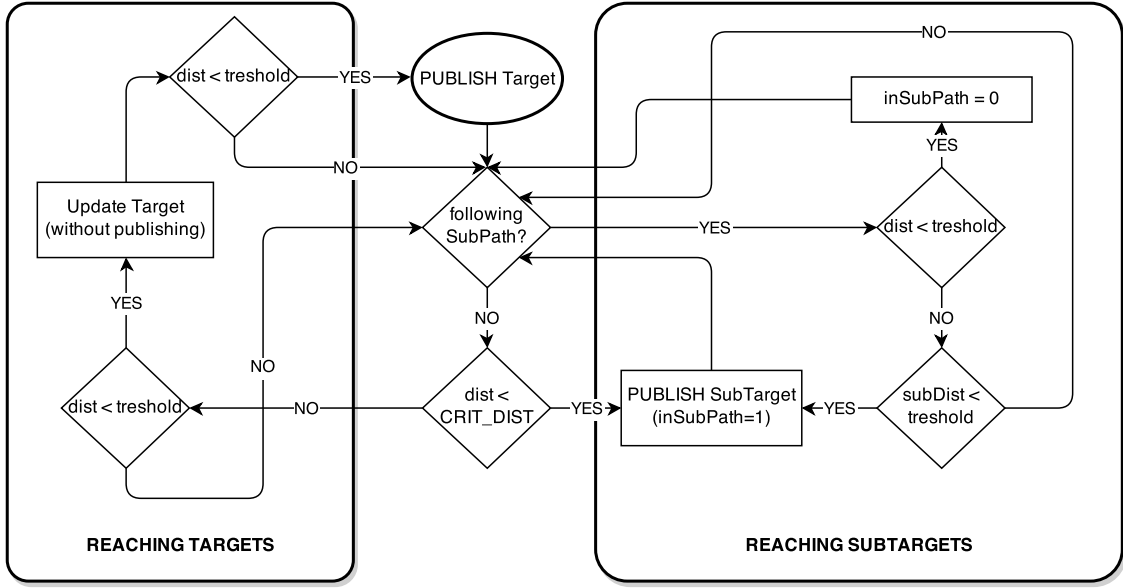 dist < treshold
YES
PUBLISH Target
NO
inSubPath = 0
NO
YES
Update Target
(without publishing)
following
SubPath?
YES
dist < treshold
YES
NO
NO
NO
dist < treshold
NO
dist <
CRIT_DIST
YES
PUBLISH SubTarget
(inSubPath=1)
YES
subDist <
treshold
REACHING TARGETS
REACHING SUBTARGETS